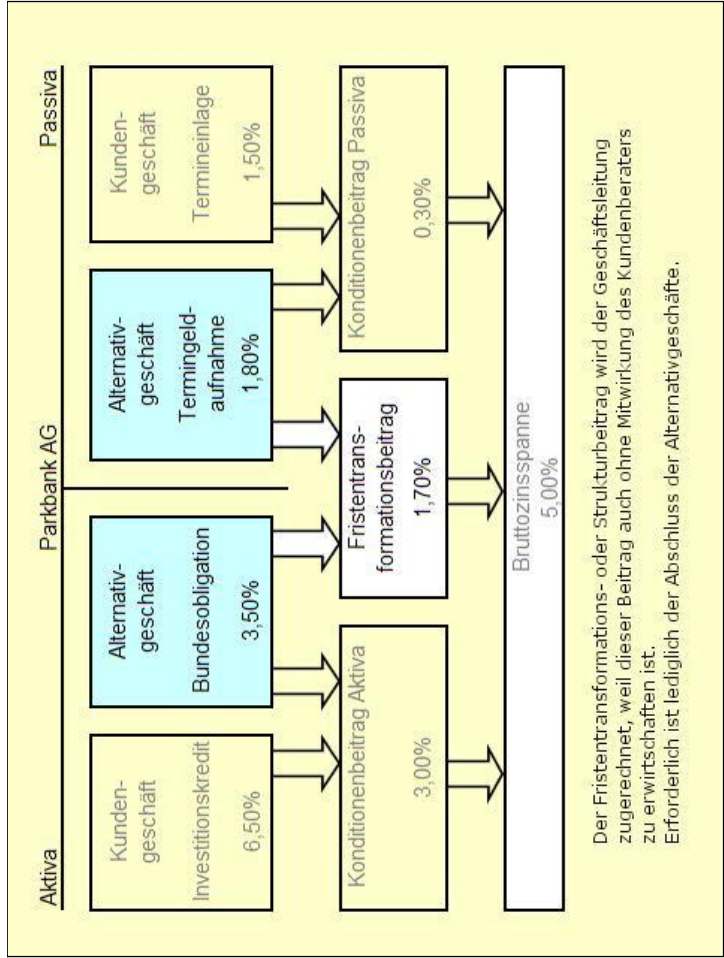 Aktiva
Parkbank AG
Passiva
Kunden-
geschäft
Investitionskredit
6,50%
Alternativ-
geschäft
Bundesobligation
3,50%
Alternativ-
geschäft
Termingeld-
aufnahme
1,80%
Kunden-
geschäft
Termineinlage
1,50%
Konditionenbeitrag Aktiva
3,00%
Fristentrans-
formationsbeitrag
1,70%
Konditionenbeitrag Passiva
0,30%
Bruttozinsspanne
5,00%
Der Fristentransformations- oder Strukturbeitrag wird der Geschäftsleitung
zugerechnet, weil dieser Beitrag auch ohne Mitwirkung des Kundenberaters
zu erwirtschaften ist.
Erforderlich ist lediglich der Abschluss der Alternativgeschäfte.